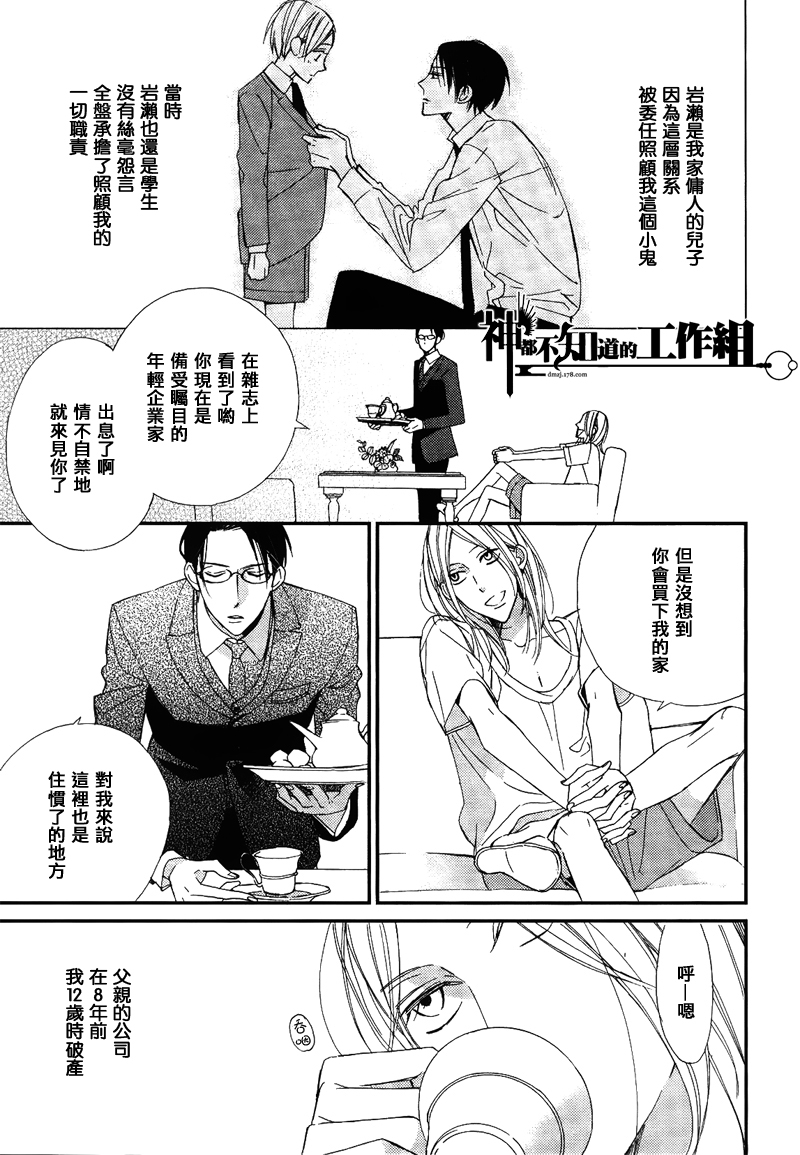 岩瀨是我家傭人的兒子
因為這層關系
被委任照顧我這個小鬼
當時
岩瀨也還是學生
沒有絲毫怨言
全盤承擔了照顧我的
一切職責
神都不知道的工作組
dmzj.178.com
在雜志上
看到了喲
你現在是
備受矚目的
年輕企業家
出息了啊
情不自禁地
就來見你了
但是沒想到
你會買下我的家
對我來說
這裡也是
住慣了的地方
呼—嗯
吞咽
父親的公司
在8年前
我12歲時破產